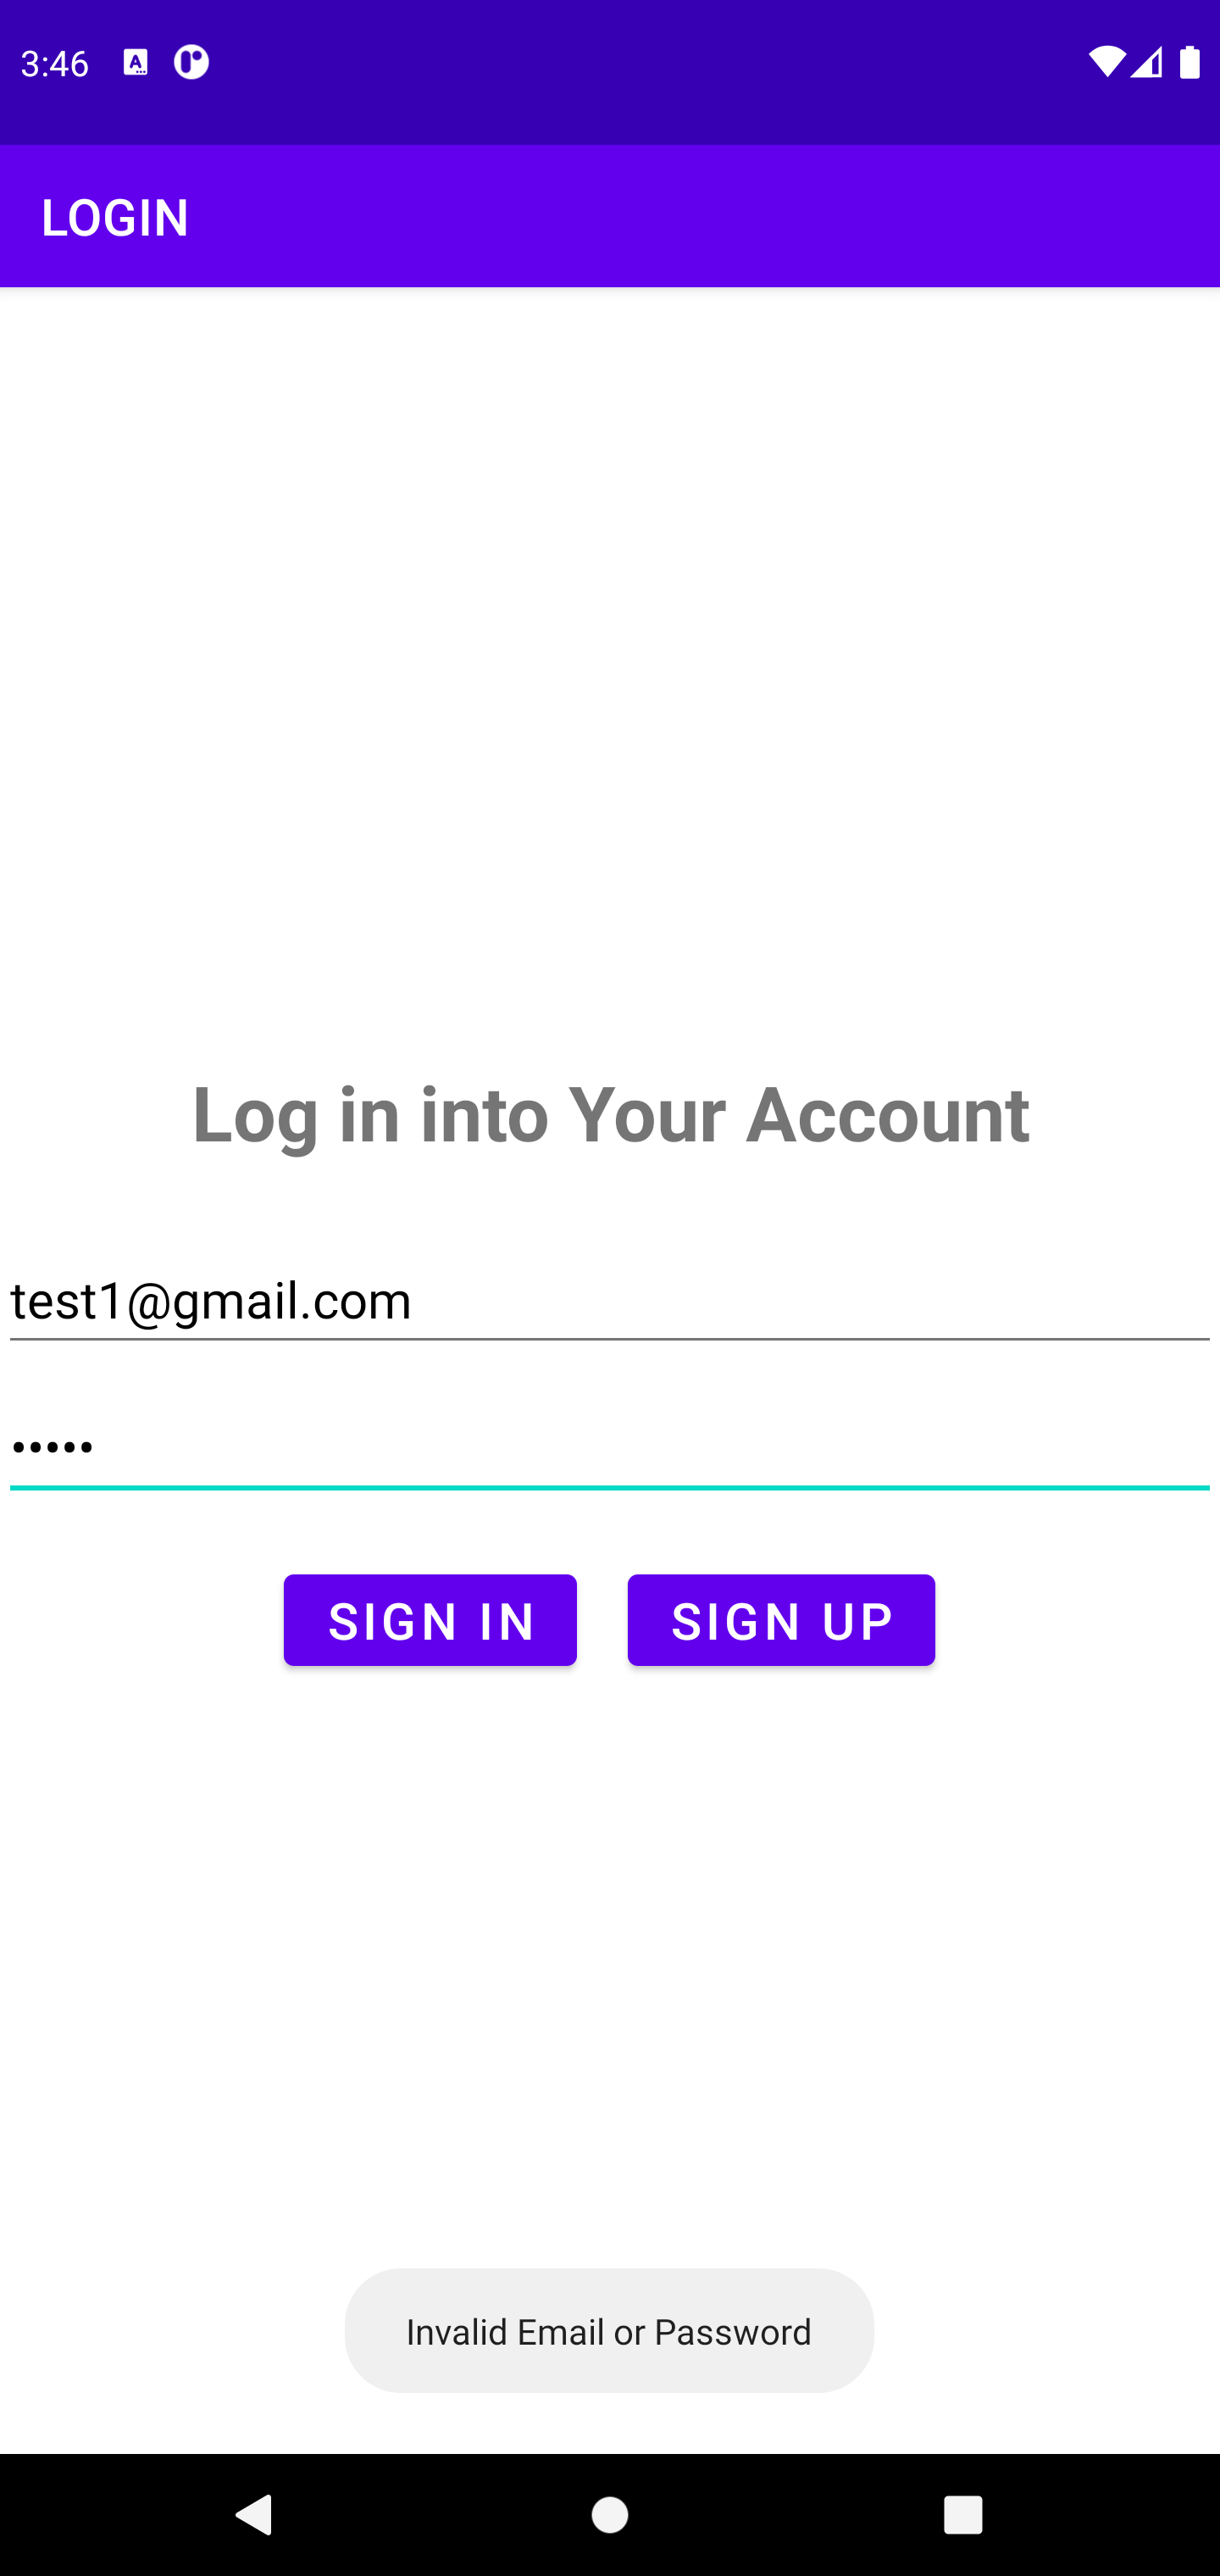 3:46
LOGIN
Log in into Your Account
test1@gmail.com
•••••
SIGN IN SIGN UP
Invalid Email or Password